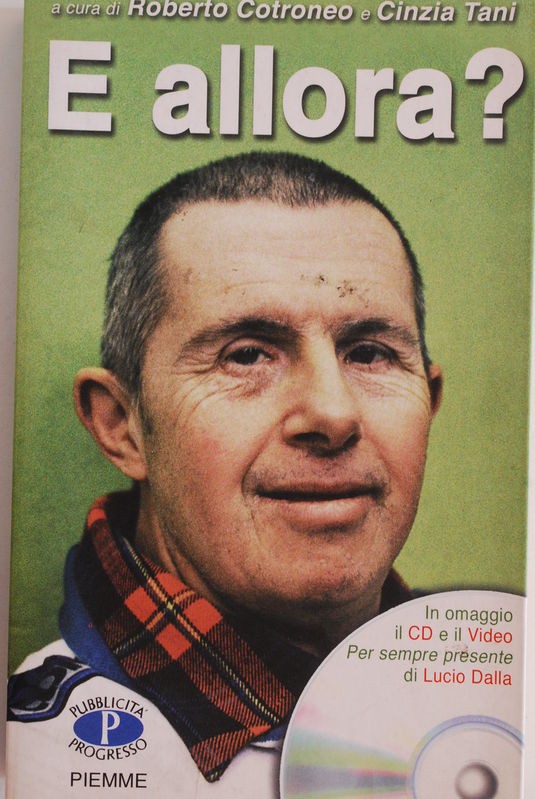 a cura di Roberto Cotroneo e Cinzia Tani
E allora?
In omaggio
il CD e il Video
Per sempre presente
di Lucio Dalla
PUBBLICITA'
P
PROGRESSO
PIEMME